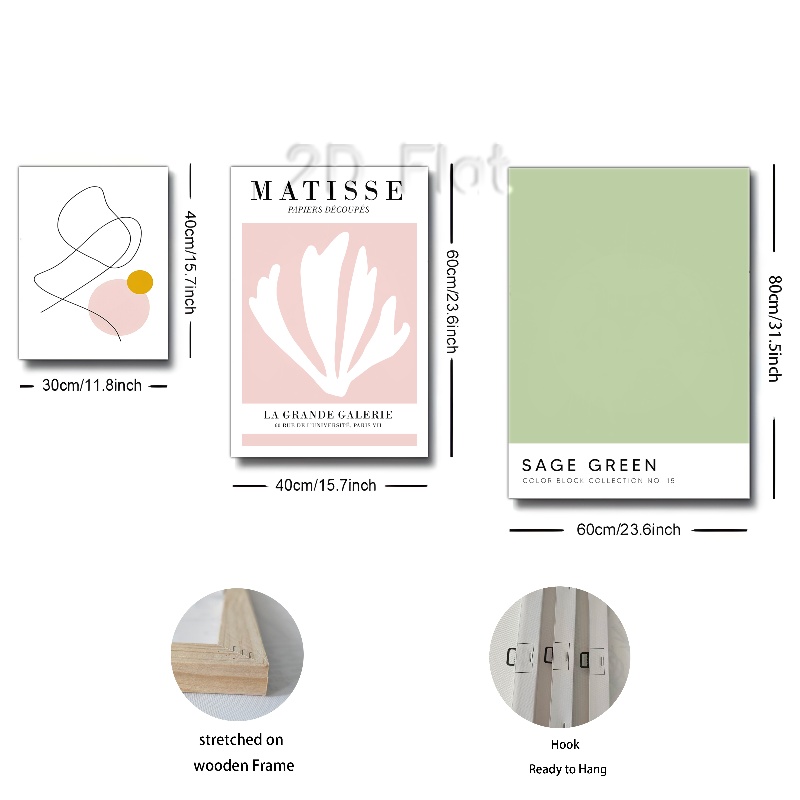 2D Flat.
MATISSE
PAPIERS DÉCOUPÉS
LA GRANDE GALERIE
60 RUE DE L'UNIVERSITÉ, PARIS VII
SAGE GREEN
COLOR BLOCK COLLECTION NO. 15
40cm/15.7inch
30cm/11.8inch
60cm/23.6inch
40cm/15.7inch
80cm/31.5inch
60cm/23.6inch
stretched on
wooden Frame
Hook
Ready to Hang